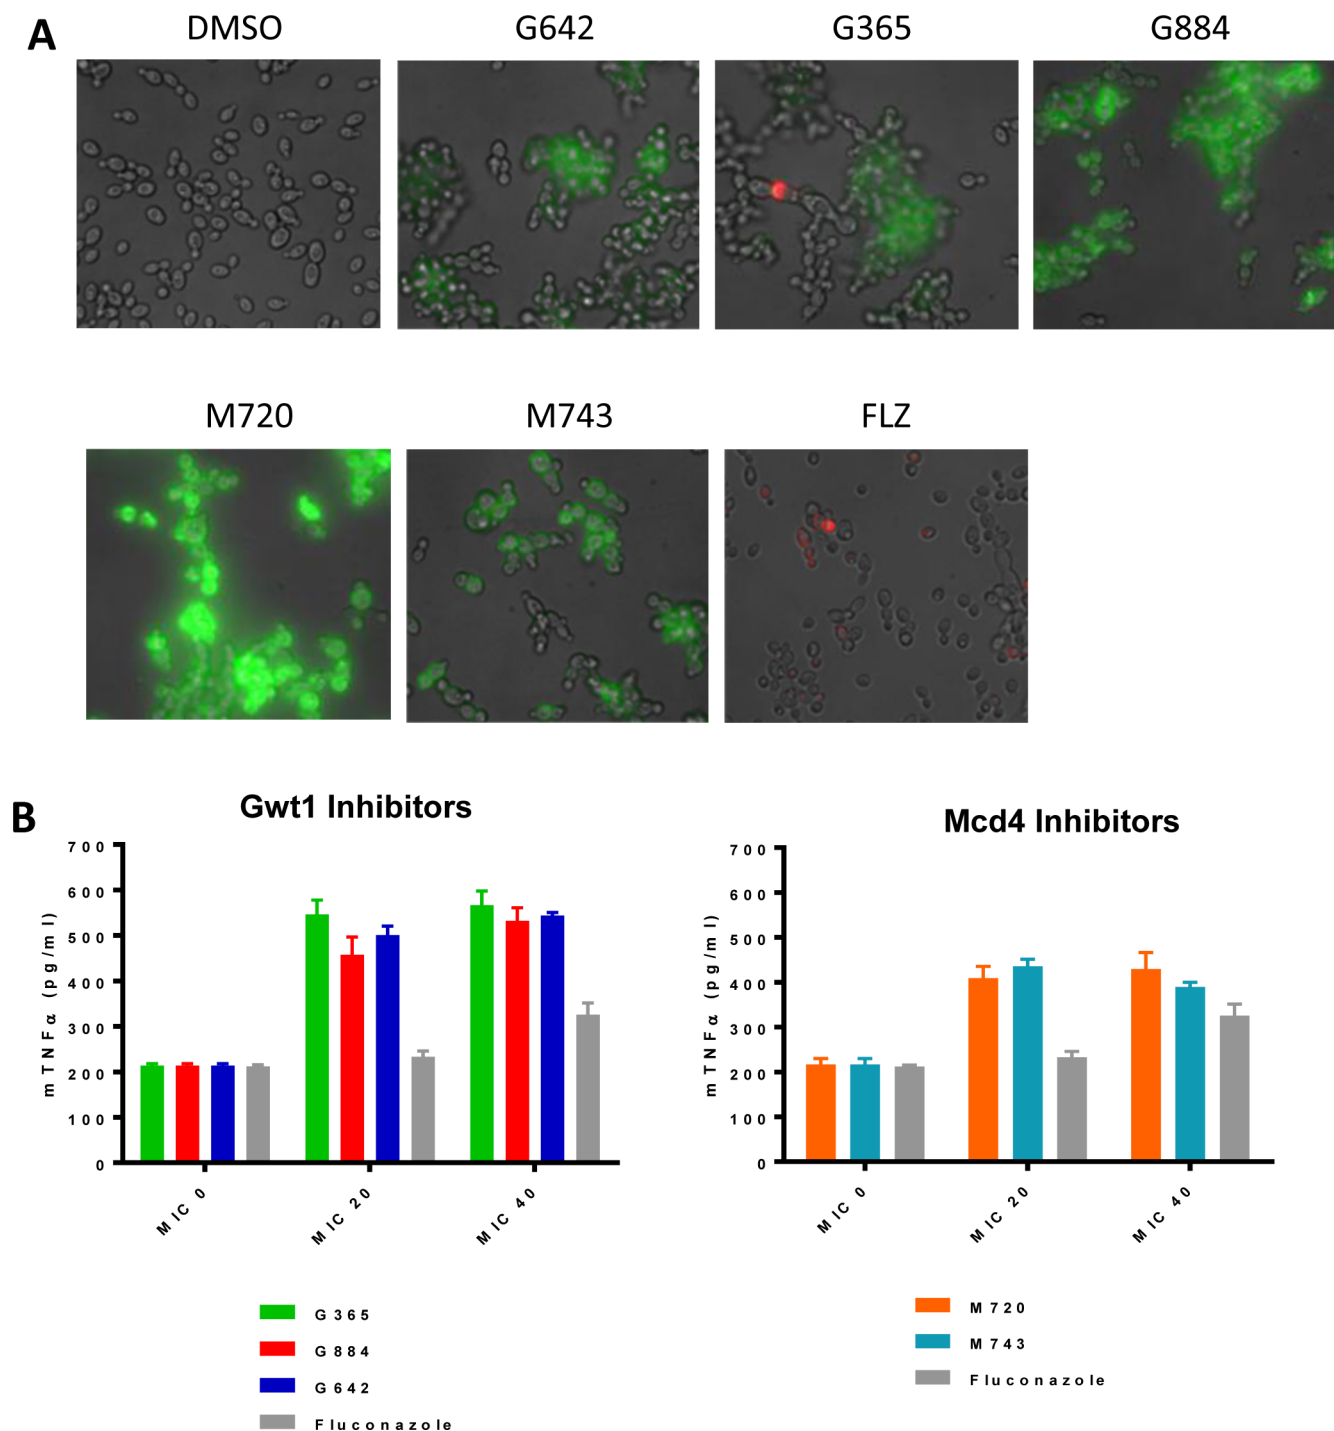 A
DMSO G642 G365 G884
M720 M743 FLZ
B
Gwt1 Inhibitors
mTNFα (pg/ml)
700
600
500
400
300
200
100
0
MIC 0 MIC 20 MIC 40
G365
G884
G642
Fluconazole
Mcd4 Inhibitors
mTNFα (pg/ml)
700
600
500
400
300
200
100
0
MIC 0 MIC 20 MIC 40
M720
M743
Fluconazole